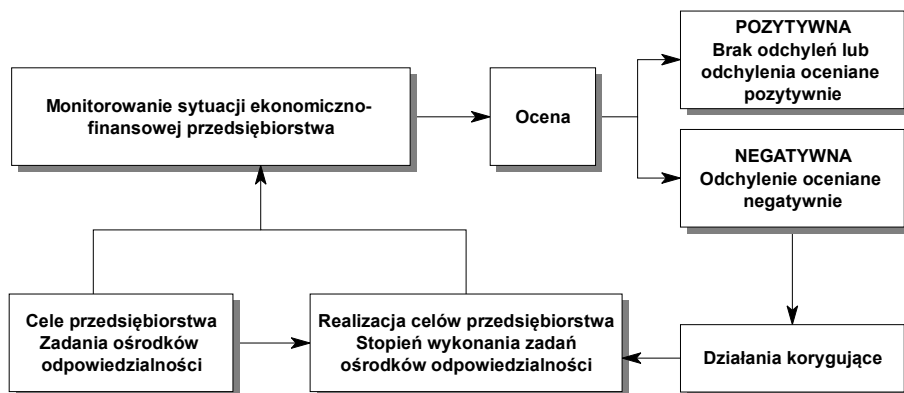 POZYTYWNA
Brak odchyleń lub
odchylenia oceniane
pozytywnie
Monitorowanie sytuacji ekonomiczno-
finansowej przedsiębiorstwa
Ocena
NEGATYWNA
Odchylenie oceniane
negatywnie
Cele przedsiębiorstwa
Zadania ośrodków
odpowiedzialności
Realizacja celów przedsiębiorstwa
Stopień wykonania zadań
ośrodków odpowiedzialności
Działania korygujące